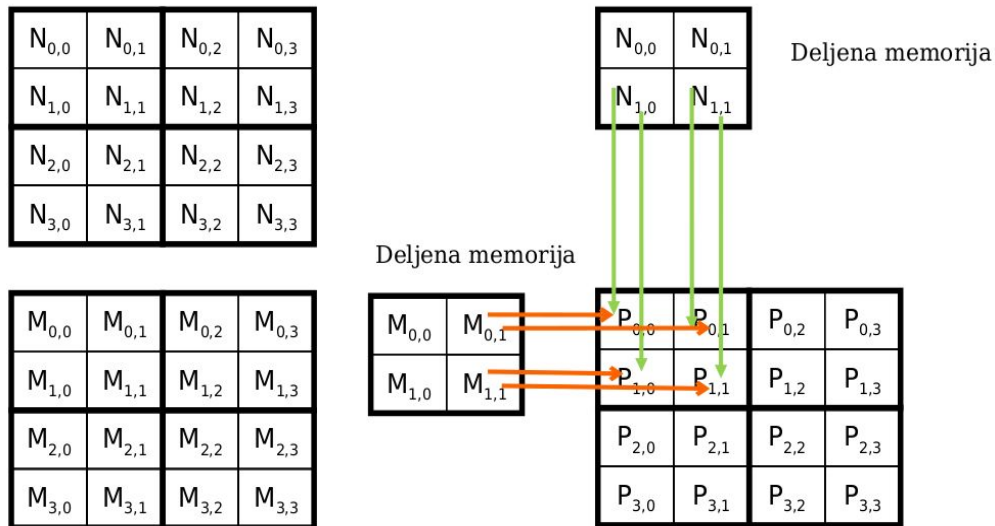 N0,0 N0,1 N0,2 N0,3
N1,0 N1,1 N1,2 N1,3
N2,0 N2,1 N2,2 N2,3
N3,0 N3,1 N3,2 N3,3
N0,0 N0,1
N1,0 N1,1
Deljena memorija
Deljena memorija
M0,0 M0,1 M0,2 M0,3
M1,0 M1,1 M1,2 M1,3
M2,0 M2,1 M2,2 M2,3
M3,0 M3,1 M3,2 M3,3
M0,0 M0,1
M1,0 M1,1
P0,0 P0,1 P0,2 P0,3
P1,0 P1,1 P1,2 P1,3
P2,0 P2,1 P2,2 P2,3
P3,0 P3,1 P3,2 P3,3